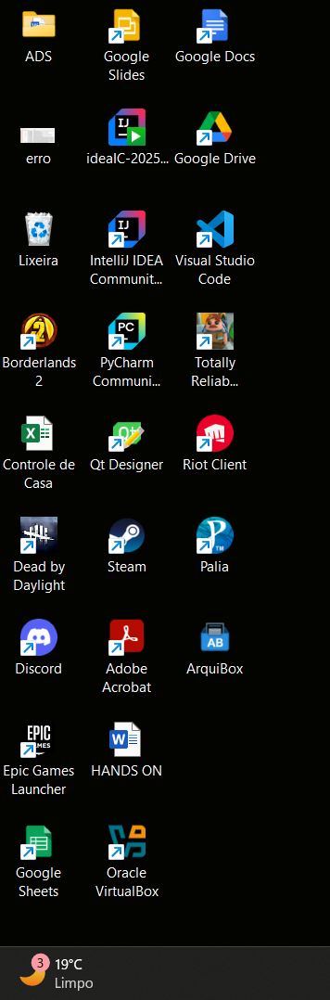 ADS
Google
Slides
Google Docs
erro
ideaIC-2025...
Google Drive
Lixeira
IntelliJ IDEA
Communit...
Visual Studio
Code
Borderlands
2
PyCharm
Communi...
Totally
Reliab...
Controle de
Casa
Qt Designer
Riot Client
Dead by
Daylight
Steam
Palia
Discord
Adobe
Acrobat
ArquiBox
Epic Games
Launcher
HANDS ON
Google
Sheets
Oracle
VirtualBox
3
19°C
Limpo